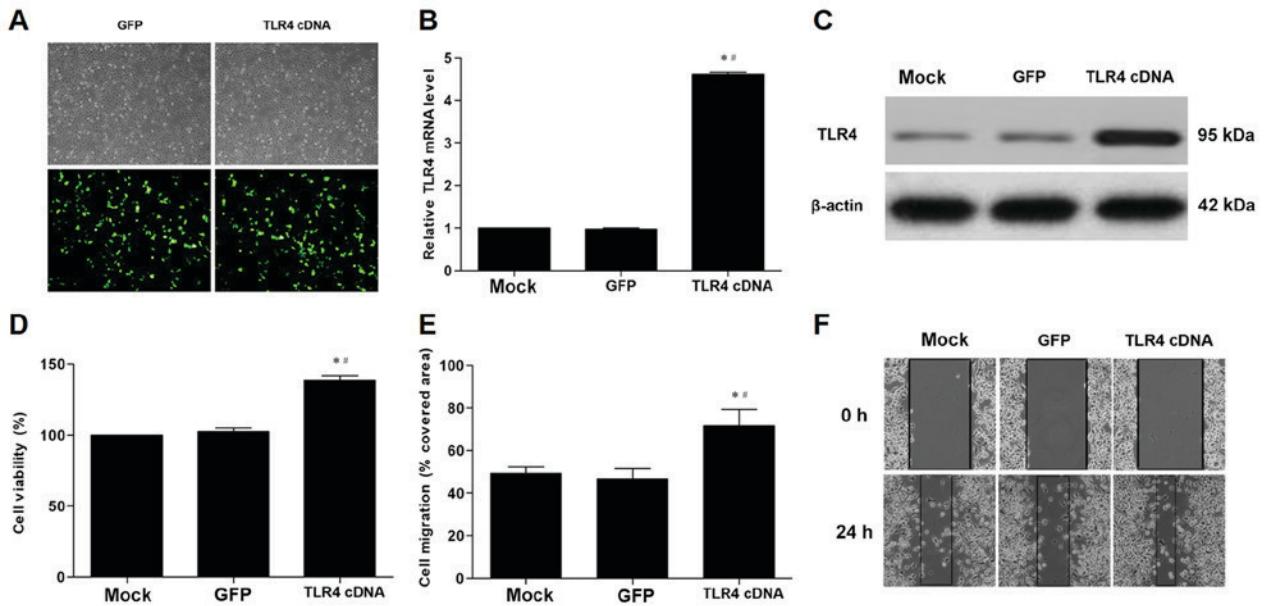 A
GFP
TLR4 cDNA
B
Relative TLR4 mRNA level
5
4
3
2
1
0
* #
Mock
GFP
TLR4 cDNA
C
Mock
GFP
TLR4 cDNA
TLR4
95 kDa
β-actin
42 kDa
D
Cell viability (%)
150
100
50
0
* #
Mock
GFP
TLR4 cDNA
E
Cell migration (% covered area)
100
80
60
40
20
0
* #
Mock
GFP
TLR4 cDNA
F
Mock
GFP
TLR4 cDNA
0 h
24 h